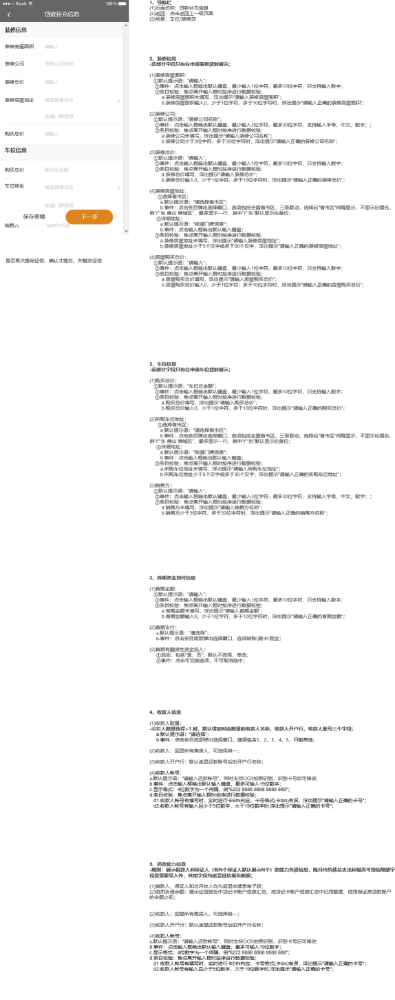 •••○○ Kwok 100 %
贷款补充信息
装修信息
装修房屋面积 请输入
装修公司 装修公司名称
装修总价 请输入
装修房屋地址 请选择省市区
街道门牌信息
购买总价 请输入
车位信息
购买总价 购买总金额
车位地址 请选择省市区
街道门牌信息
保存草稿 下一步
销售方 销售方名称
是否再次查询征信，确认才提交，并触发征信
1、导航栏
(1)页面名称：贷款补充信息
(2)返回：点击返回上一级页面
(3)场景：车位/装修贷
2、装修信息
-该部分字段只有在申请装修贷时展示；
(1)装修房屋面积：
①默认提示语：“请输入”；
②事件：点击输入框唤出默认键盘，最少输入1位字符，最多10位字符，只支持输入数字；
③条目校验：焦点离开输入框时按序进行数据校验；
a.装修房屋面积未填写，浮出提示“请输入装修房屋面积”；
b.装修房屋面积输入0，少于1位字符，多于10位字符时，浮出提示“请输入正确的装修房屋面积”；
(2)装修公司：
①默认提示语：“装修公司名称”；
②事件：点击输入框唤出默认键盘，最少输入3位字符，最多30位字符，支持输入字母、中文、数字；；
③条目校验：焦点离开输入框时按序进行数据校验；
a.装修公司未填写，浮出提示“请输入装修公司名称”；
b.装修公司少于3位字符，多于30位字符时，浮出提示“请输入正确的装修公司名称”；
(3)装修总价：
①默认提示语：“请输入”；
②事件：点击输入框唤出默认键盘，最少输入1位字符，最多10位字符，只支持输入数字；
③条目校验：焦点离开输入框时按序进行数据校验；
a.装修总价填写，浮出提示“请输入装修总价”；
b.装修总价输入0，少于1位字符，多于10位字符时，浮出提示“请输入正确的装修总价”；
(4)装修房屋地址：
①选择省市区：
a.默认提示语：“请选择省市区”；
b.事件：点击条目弹出选择窗口，选项包括全国省市区，三级联动，选择后“省市区”间隔显示，不显示后缀名，
例“广东 佛山 禅城区”，最多显示一行，其中“广东”默认显示在首位；
②详细地址：
a.默认提示语：“街道门牌信息”；
b.事件：点击输入框唤出默认输入键盘；
③条目校验：焦点离开输入框时按序进行数据校验；
a.装修房屋地址未填写，浮出提示“请输入装修房屋地址”；
b.装修房屋地址少于5个汉字或多于30个汉字，浮出提示“请输入正确的装修房屋地址”；
(4)房屋购买总价：
①默认提示语：“请输入”；
②事件：点击输入框唤出默认键盘，最少输入1位字符，最多10位字符，只支持输入数字；
③条目校验：焦点离开输入框时按序进行数据校验；
a.房屋购买总价填写，浮出提示“请输入房屋购买总价”；
b.房屋购买总价输入0，少于1位字符，多于10位字符时，浮出提示“请输入正确的房屋购买总价”；
2、车位信息
-该部分字段只有在申请车位贷时展示；
(1)购买总价：
①默认提示语：“车位总金额”；
②事件：点击输入框唤出默认键盘，最少输入1位字符，最多10位字符，只支持输入数字；
③条目校验：焦点离开输入框时按序进行数据校验；
a.购买总价填写，浮出提示“请输入购买总价”；
b.购买总价输入0，少于1位字符，多于10位字符时，浮出提示“请输入正确的购买总价”；
(2)所购车位地址：
①选择省市区：
a.默认提示语：“请选择省市区”；
b.事件：点击条目弹出选择窗口，选项包括全国省市区，三级联动，选择后“省市区”间隔显示，不显示后缀名，
例“广东 佛山 禅城区”，最多显示一行，其中“广东”默认显示在首位；
②详细地址：
a.默认提示语：“街道门牌信息”；
b.事件：点击输入框唤出默认输入键盘；
③条目校验：焦点离开输入框时按序进行数据校验；
a.所购车位地址未填写，浮出提示“请输入所购车位地址”；
b.所购车位地址少于5个汉字或多于30个汉字，浮出提示“请输入正确的所购车位地址”；
(3)销售方：
①默认提示语：“请输入”；
②事件：点击输入框唤出默认键盘，最少输入3位字符，最多30位字符，支持输入字母、中文、数字；；
③条目校验：焦点离开输入框时按序进行数据校验；
a.销售方未填写，浮出提示“请输入销售方名称”；
b.销售方少于3位字符，多于30位字符时，浮出提示“请输入正确的销售方名称”；
3、首期资金划付信息
(1)首期金额：
①默认提示语：“请输入”；
②事件：点击输入框唤出默认键盘，最少输入1位字符，最多10位字符，只支持输入数字；
③条目校验：焦点离开输入框时按序进行数据校验；
a.首期金额未填写，浮出提示“请输入首期金额”；
b.首期金额输入0，少于1位字符，多于10位字符时，浮出提示“请输入正确的首期金额”；
(2)首期支付：
a.默认提示语：“请选择”；
b.事件：点击条目底部弹出选择窗口，选项转账\刷卡\现金；
(3)首期有融资性资金流入：
①选项：包括“是、否”，默认不选择，单选；
②事件：点击可切换选项，不可取消选中；
4、收款人信息
(1)收款人数量：
-收款人数量选择>1 时，默认增加对应数量的收款人名称、收款人开户行、收款人账号三个字段；
a.默认提示语：“请选择”；
b.事件：点击条目底部弹出选择窗口，选项包含1、2、3、4、5，只能单选；
(2)收款人：回显所有售房人，可选择其一；
(3)收款人开户行：默认返显还款账号后的开户行名称；
(4)收款人帐号：
a.默认提示语：“请输入还款帐号”，同时支持OCR拍照识别，识别卡号后可修改；
b.事件：点击输入框唤出默认输入键盘，最多可输入19位数字；
c.显示格式：4位数字为一个间隔，例“6222 8888 8888 8888 888”；
d.条目校验：焦点离开输入框时按序进行数据校验；
d1.收款人帐号有填写时，实时进行卡BIN判定，卡号格式(卡bin)有误，浮出提示“请输入正确的卡号”；
d2.收款人帐号有输入且少于5位数字，大于19位数字时,浮出提示“请输入正确的卡号”；
5、还款能力信息
-规则：展示借款人和保证人（有N个保证人默认展示N个）的能力负债信息，除月均负债总支出和最高可授信限额字
段是需要录入外，其他字段均返显征信报告数据；
(1)借款人、保证人和总月收入均为返显申请表单子段；
(2)信用负债余额：展示征信报告中贷记卡账户信息汇总、准贷记卡账户信息汇总中已用额度、信用保证类贷款账户
的余额之和；
(2)收款人：回显所有售房人，可选择其一；
(3)收款人开户行：默认返显还款账号后的开户行名称；
(4)收款人帐号：
a.默认提示语：“请输入还款帐号”，同时支持OCR拍照识别，识别卡号后可修改；
b.事件：点击输入框唤出默认输入键盘，最多可输入19位数字；
c.显示格式：4位数字为一个间隔，例“6222 8888 8888 8888 888”；
d.条目校验：焦点离开输入框时按序进行数据校验；
d1.收款人帐号有填写时，实时进行卡BIN判定，卡号格式(卡bin)有误，浮出提示“请输入正确的卡号”；
d2.收款人帐号有输入且少于5位数字，大于19位数字时,浮出提示“请输入正确的卡号”；